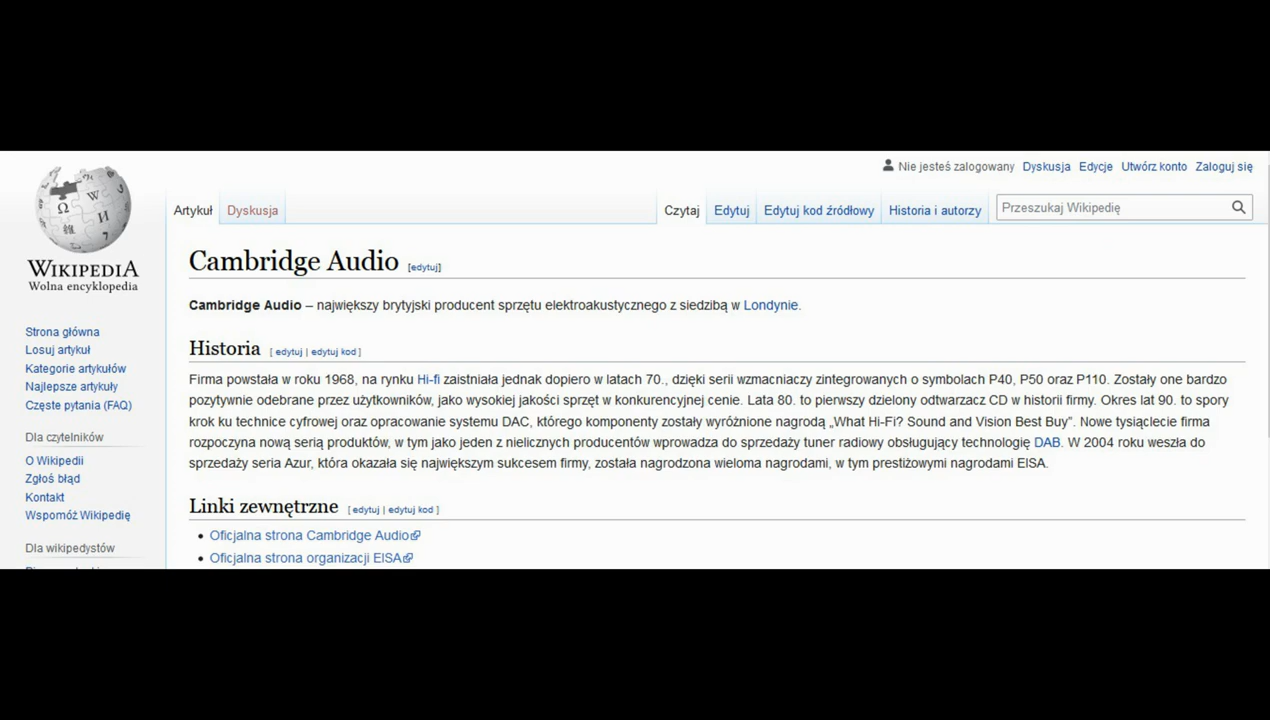 Nie jesteś zalogowany Dyskusja Edycje Utwórz konto Zaloguj się
Artykuł Dyskusja Czytaj Edytuj Edytuj kod źródłowy Historia i autorzy Przeszukaj Wikipedię
WIKIPEDIA
Wolna encyklopedia
Strona główna
Losuj artykuł
Kategorie artykułów
Najlepsze artykuły
Częste pytania (FAQ)
Dla czytelników
O Wikipedii
Zgłoś błąd
Kontakt
Wspomóż Wikipedię
Dla wikipedystów
Cambridge Audio [edytuj]
Cambridge Audio – największy brytyjski producent sprzętu elektroakustycznego z siedzibą w Londynie.
Historia [ edytuj | edytuj kod ]
Firma powstała w roku 1968, na rynku Hi-fi zaistniała jednak dopiero w latach 70., dzięki serii wzmacniaczy zintegrowanych o symbolach P40, P50 oraz P110. Zostały one bardzo
pozytywnie odebrane przez użytkowników, jako wysokiej jakości sprzęt w konkurencyjnej cenie. Lata 80. to pierwszy dzielony odtwarzacz CD w historii firmy. Okres lat 90. to spory
krok ku technice cyfrowej oraz opracowanie systemu DAC, którego komponenty zostały wyróżnione nagrodą „What Hi-Fi? Sound and Vision Best Buy”. Nowe tysiąclecie firma
rozpoczyna nową serią produktów, w tym jako jeden z nielicznych producentów wprowadza do sprzedaży tuner radiowy obsługujący technologię DAB. W 2004 roku weszła do
sprzedaży seria Azur, która okazała się największym sukcesem firmy, została nagrodzona wieloma nagrodami, w tym prestiżowymi nagrodami EISA.
Linki zewnętrzne [ edytuj | edytuj kod ]
Oficjalna strona Cambridge Audio
Oficjalna strona organizacji EISA